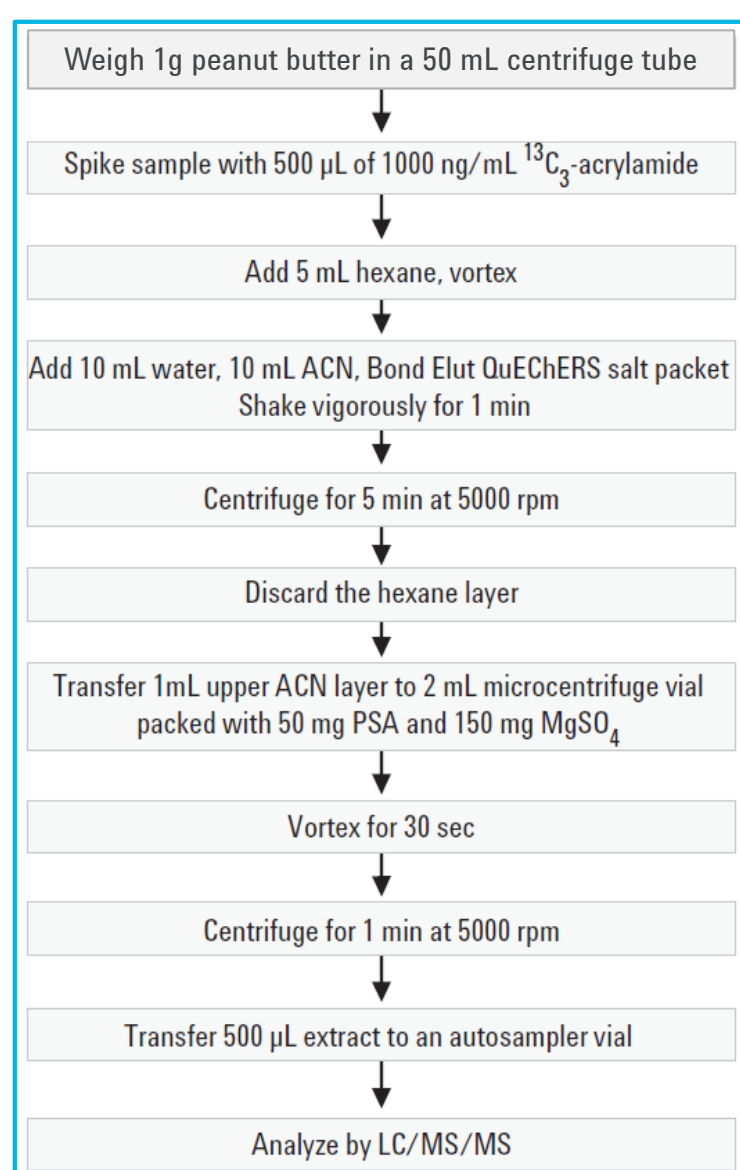 Weigh 1g peanut butter in a 50 mL centrifuge tube
Spike sample with 500 µL of 1000 ng/mL ¹³C₃-acrylamide
Add 5 mL hexane, vortex
Add 10 mL water, 10 mL ACN, Bond Elut QuEChERS salt packet
Shake vigorously for 1 min
Centrifuge for 5 min at 5000 rpm
Discard the hexane layer
Transfer 1mL upper ACN layer to 2 mL microcentrifuge vial
packed with 50 mg PSA and 150 mg MgSO₄
Vortex for 30 sec
Centrifuge for 1 min at 5000 rpm
Transfer 500 µL extract to an autosampler vial
Analyze by LC/MS/MS